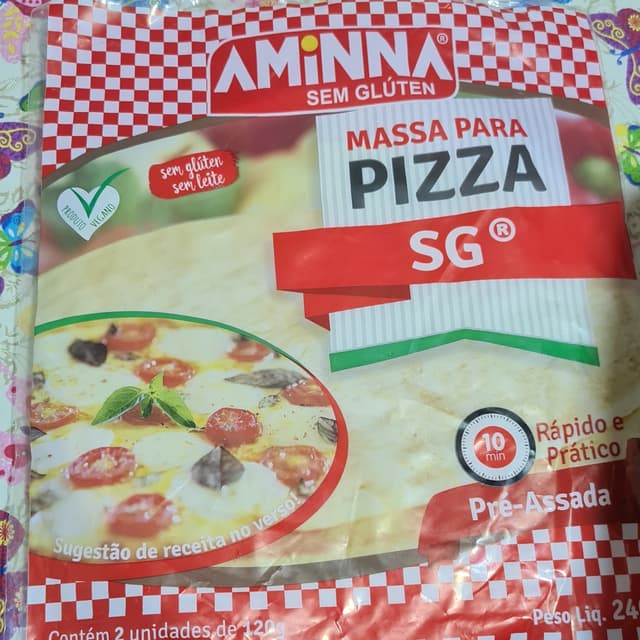 AMiNNA®
SEM GLÚTEN
MASSA PARA
PIZZA
SG®
sem glúten
sem leite
PRODUTO VEGANO
10
min
Rápido e
Prático
Pré-Assada
Sugestão de receita no verso
Contém 2 unidades de 120g
Peso Liq. 24